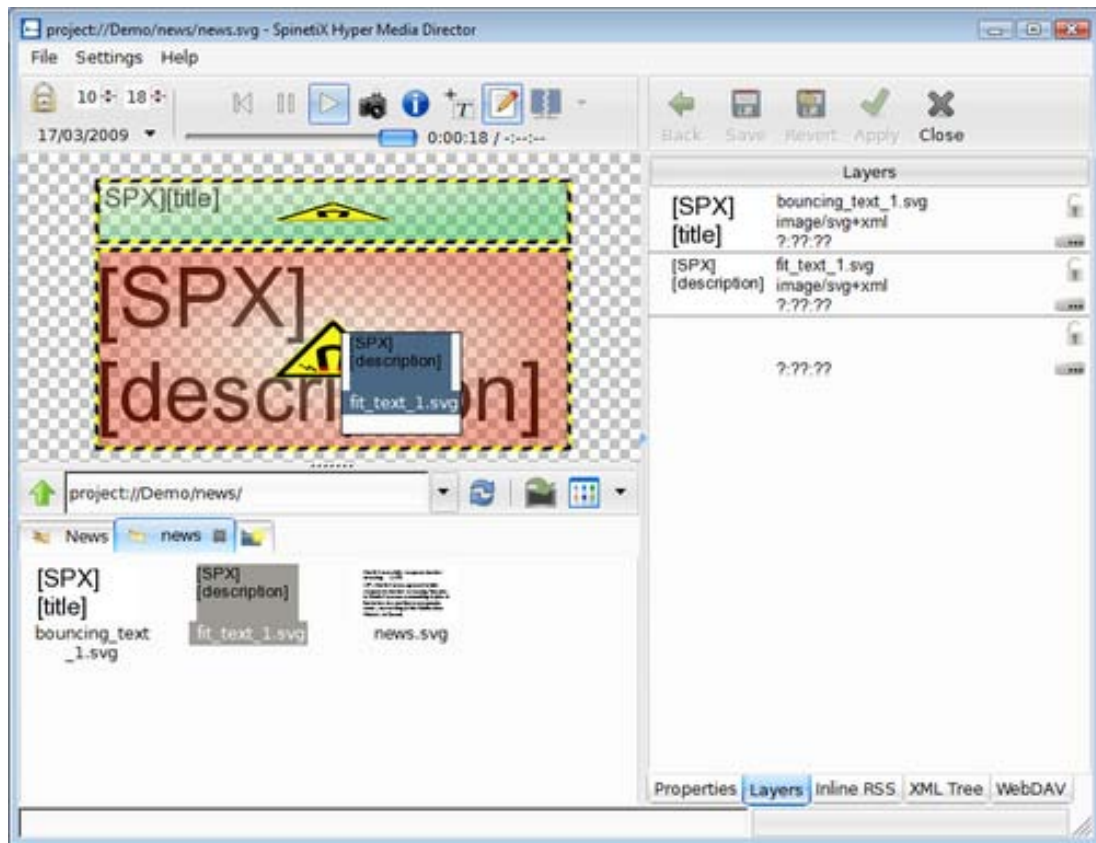 project://Demo/news/news.svg - SpinetiX Hyper Media Director
File Settings Help
10 18
17/03/2009
0:00:18 / -:--:--
Back Save Revert Apply Close
[SPX][title]
[SPX]
[description]
[SPX]
[description]
fit_text_1.svg
Layers
[SPX]
[title]
bouncing_text_1.svg
image/svg+xml
?:??:??
[SPX]
[description]
fit_text_1.svg
image/svg+xml
?:??:??
?:??:??
project://Demo/news/
News news
[SPX]
[title]
bouncing_text
_1.svg
[SPX]
[description]
fit_text_1.svg
news.svg
Properties Layers Inline RSS XML Tree WebDAV